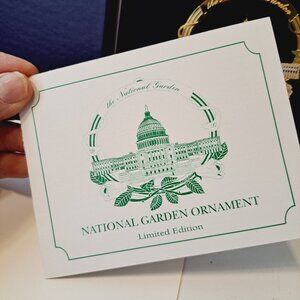 the National Garden
NATIONAL GARDEN ORNAMENT
Limited Edition